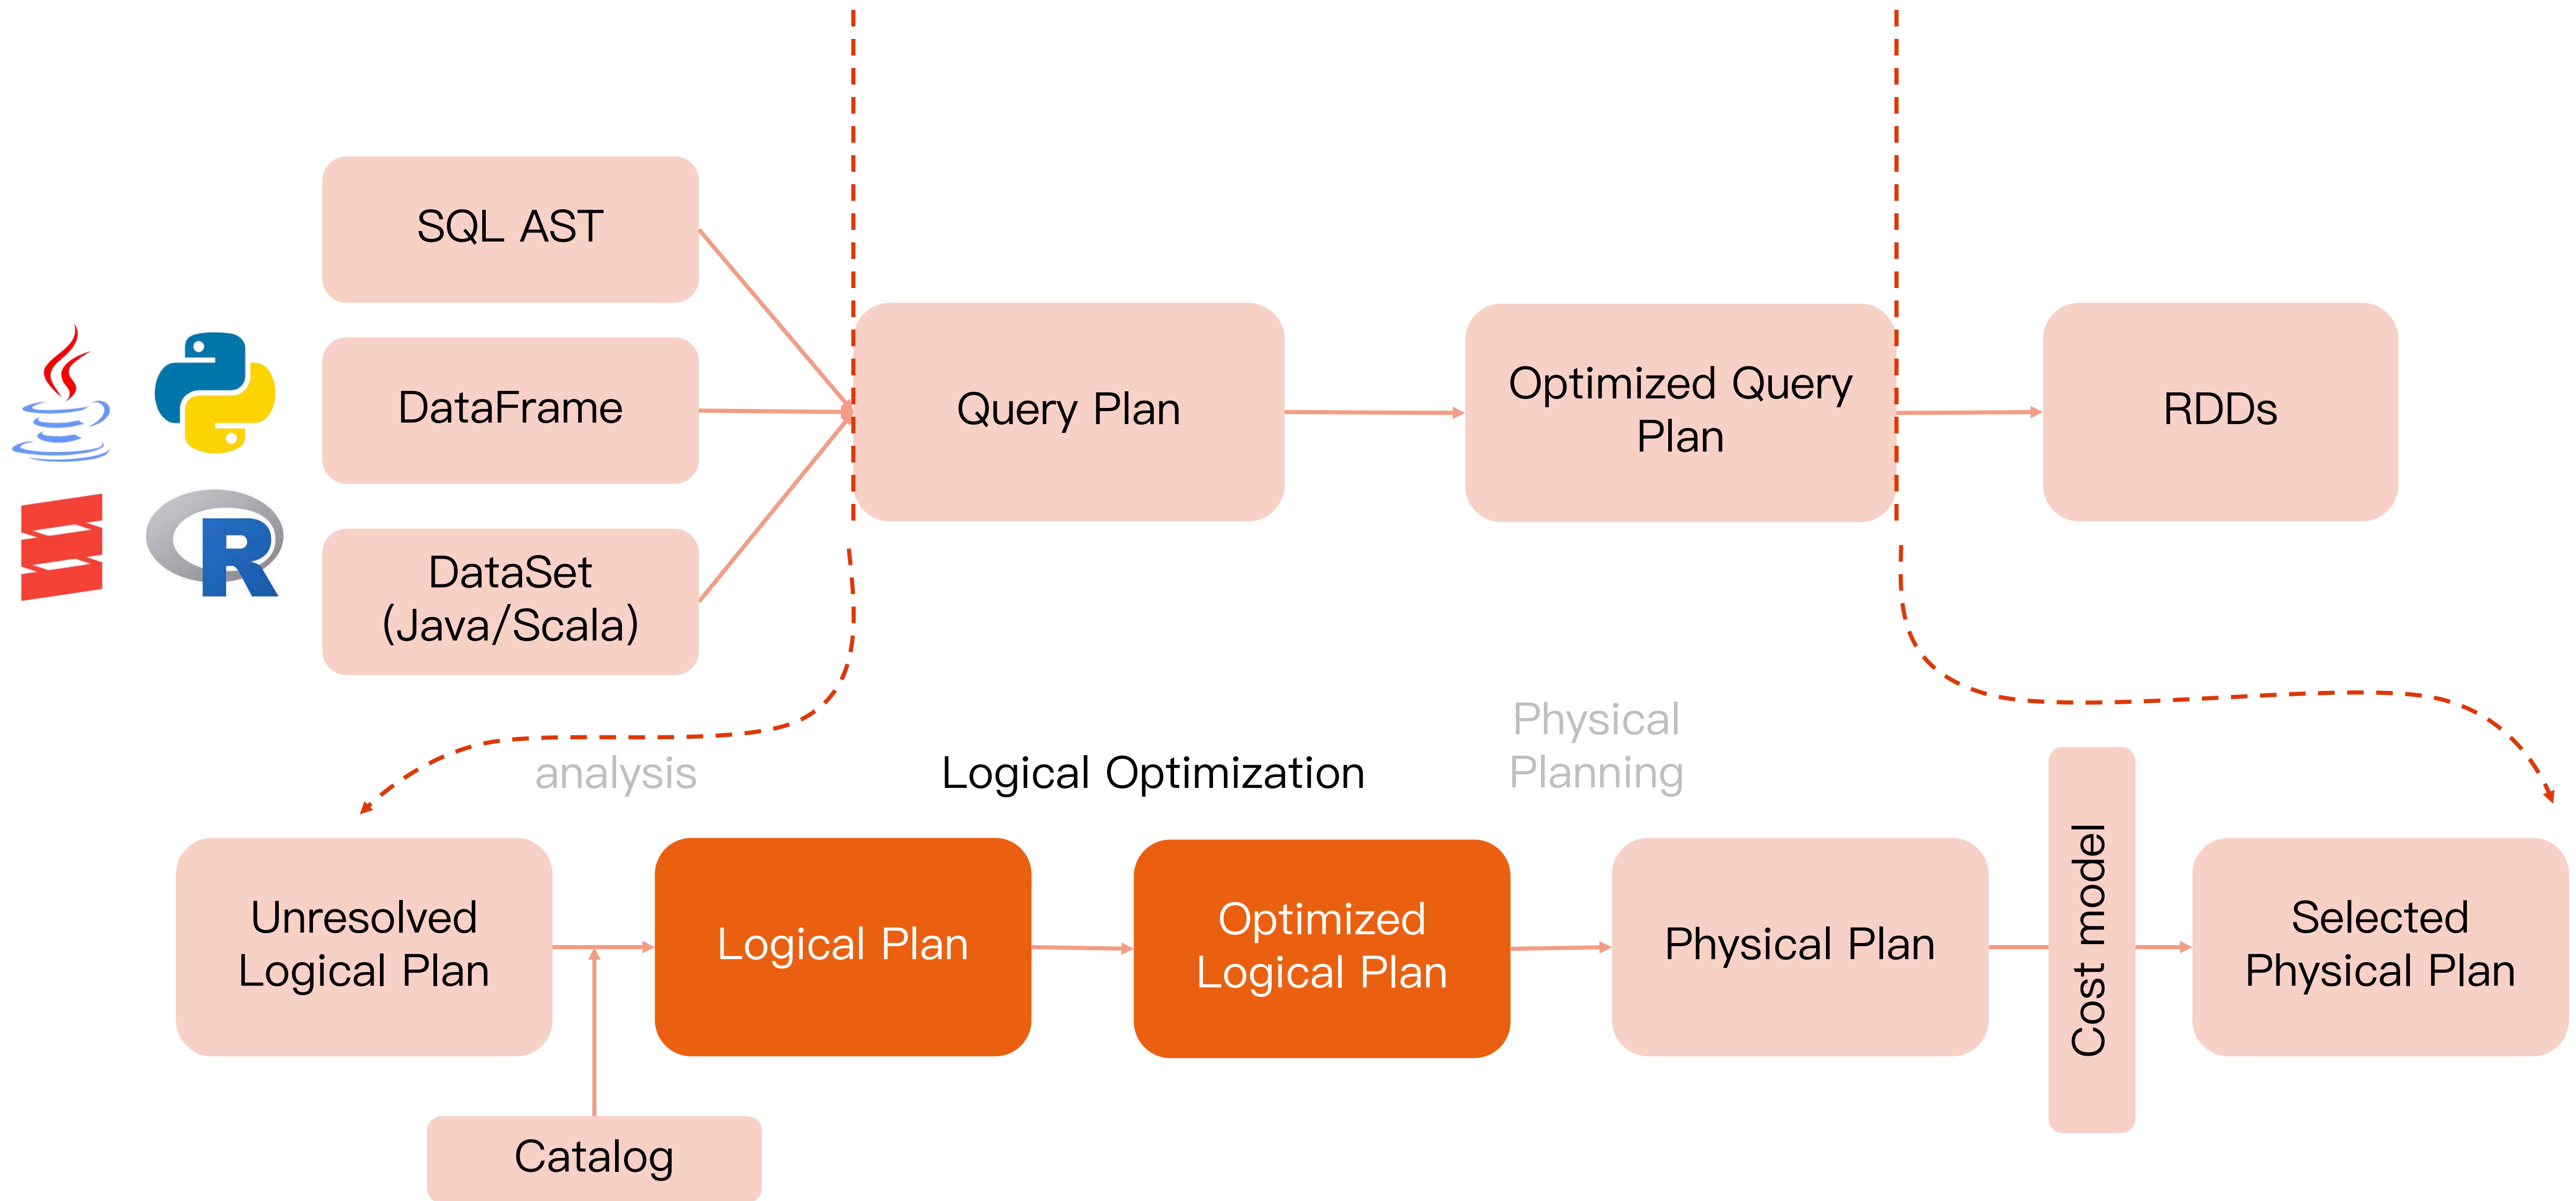 SQL AST
DataFrame
DataSet
(Java/Scala)
R
Query Plan
Optimized Query
Plan
RDDs
analysis
Logical Optimization
Physical
Planning
Unresolved
Logical Plan
Logical Plan
Optimized
Logical Plan
Physical Plan
Cost model
Selected
Physical Plan
Catalog